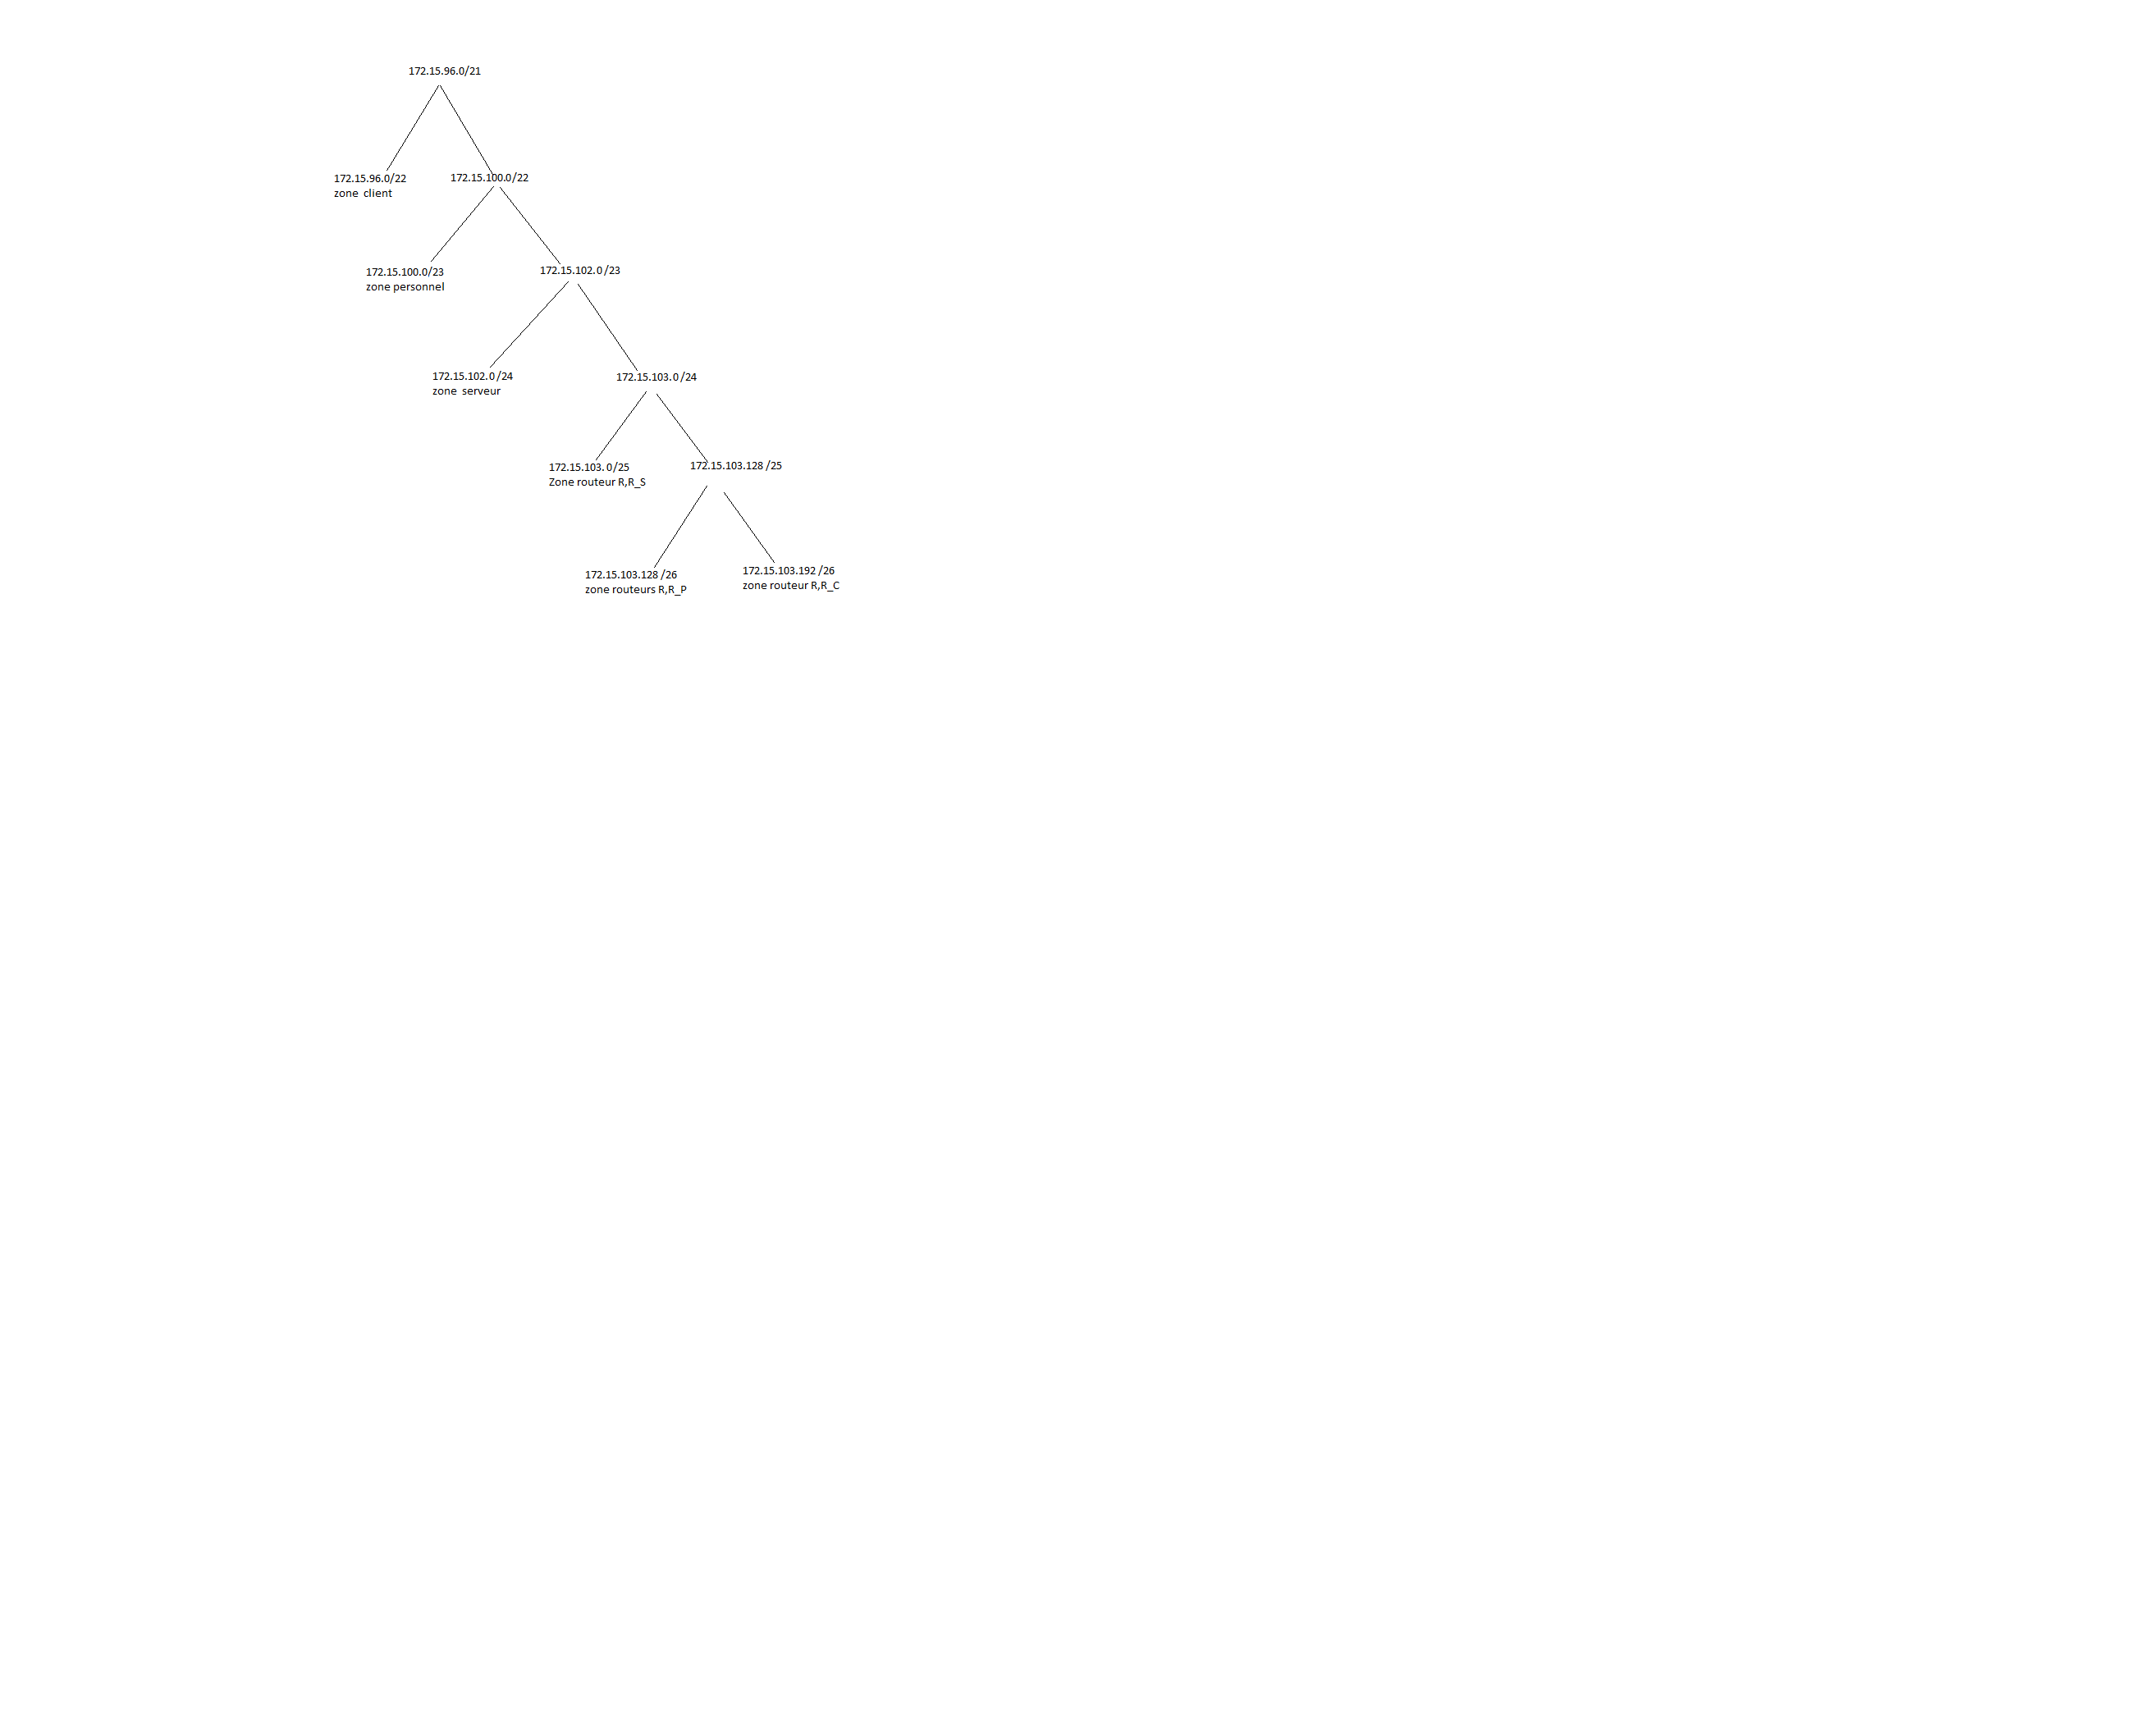 172.15.96.0/21
172.15.96.0/22
zone client
172.15.100.0/22
172.15.100.0/23
zone personnel
172.15.102.0 /23
172.15.102.0 /24
zone serveur
172.15.103.0 /24
172.15.103.0/25
Zone routeur R,R_S
172.15.103.128 /25
172.15.103.128 /26
zone routeurs R,R_P
172.15.103.192 /26
zone routeur R,R_C